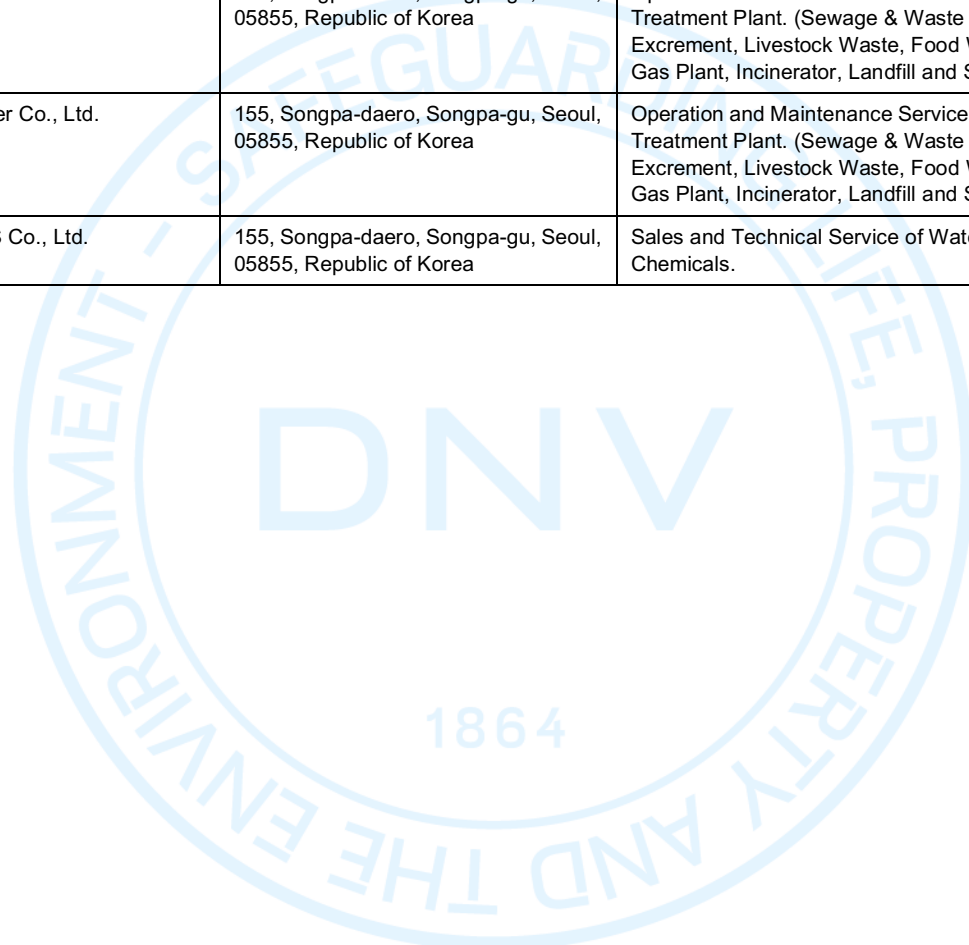 05855, Republic of Korea
Treatment Plant. (Sewage & Waste
Excrement, Livestock Waste, Food
Gas Plant, Incinerator, Landfill and
er Co., Ltd.
155, Songpa-daero, Songpa-gu, Seoul,
05855, Republic of Korea
Operation and Maintenance Service
Treatment Plant. (Sewage & Waste
Excrement, Livestock Waste, Food
Gas Plant, Incinerator, Landfill and
Co., Ltd.
155, Songpa-daero, Songpa-gu, Seoul,
05855, Republic of Korea
Sales and Technical Service of
Chemicals.
SAFEGUARDING LIFE, PROPERTY AND THE ENVIRONMENT -
DNV
1864